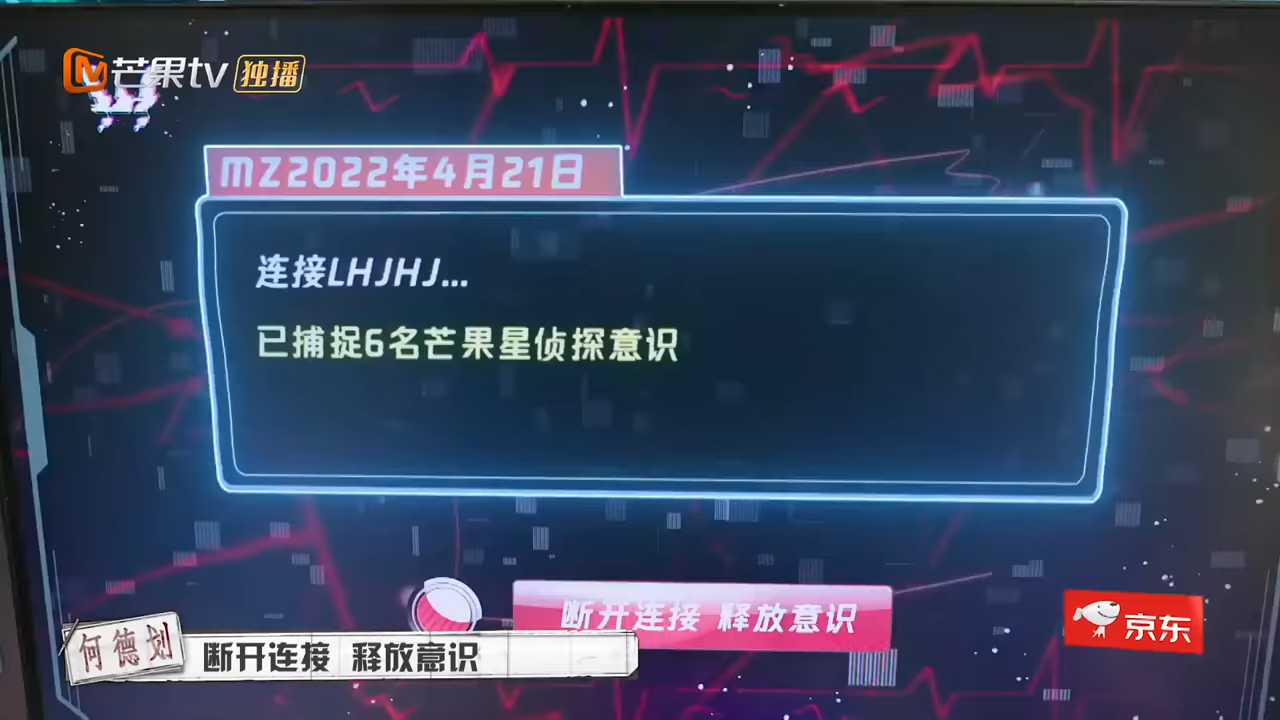 芒果tv 独播
MZ2022年4月21日
连接LHJHJ...
已捕捉6名芒果星侦探意识
断开连接 释放意识
何德划
断开连接 释放意识
京东